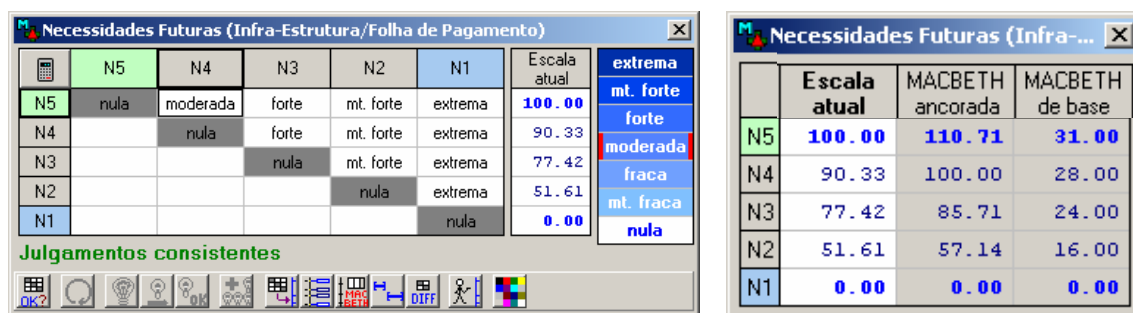 Necessidades Futuras (Infra-Estrutura/Folha de Pagamento)
N5 N4 N3 N2 N1 Escala atual
N5 nula moderada forte mt. forte extrema 100.00
N4 nula forte mt. forte extrema 90.33
N3 nula mt. forte extrema 77.42
N2 nula extrema 51.61
N1 nula 0.00
extrema
mt. forte
forte
moderada
fraca
mt. fraca
nula
Julgamentos consistentes
OK? OK MAC BETH DIFF
Necessidades Futuras (Infra-...
Escala atual MACBETH ancorada MACBETH de base
N5 100.00 110.71 31.00
N4 90.33 100.00 28.00
N3 77.42 85.71 24.00
N2 51.61 57.14 16.00
N1 0.00 0.00 0.00